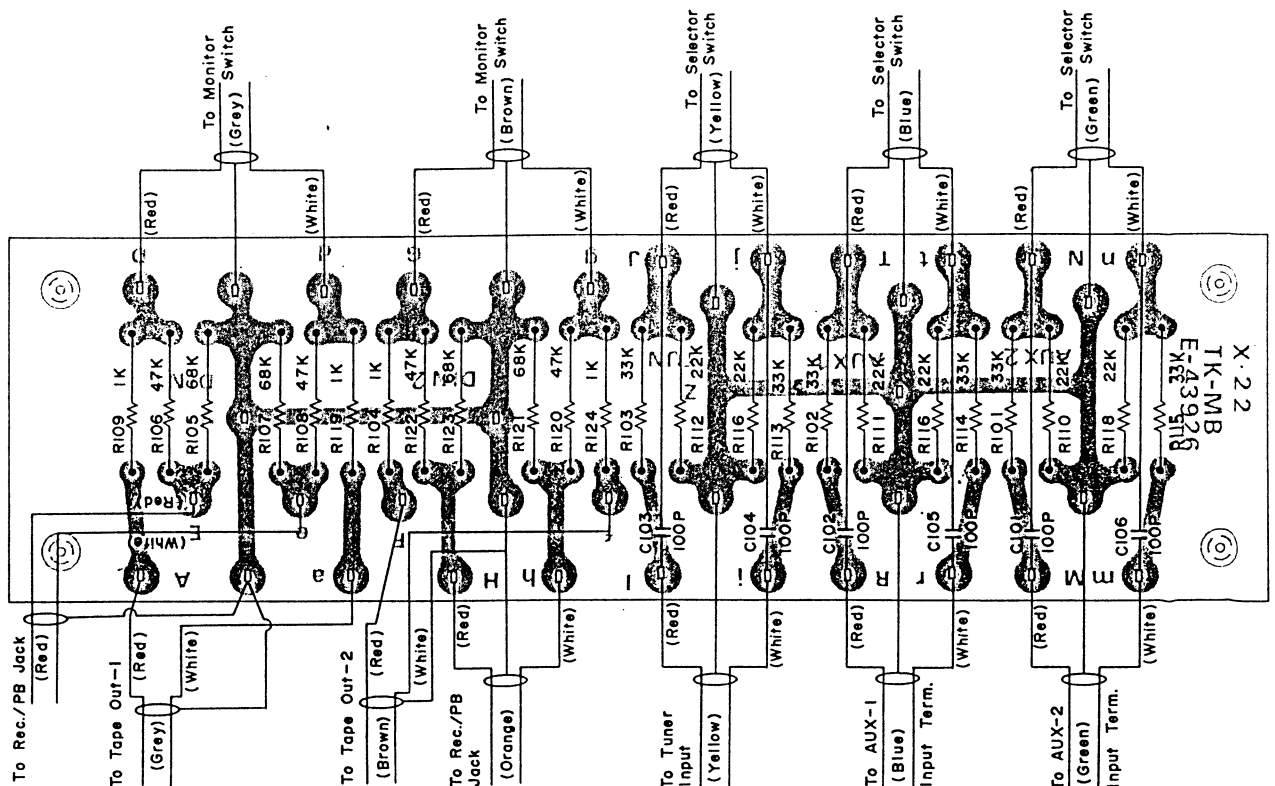 To Monitor
Switch
(Grey)
To Monitor
Switch
(Brown)
To Selector
Switch
(Yellow)
To Selector
Switch
(Blue)
To Selector
Switch
(Green)
(Red)
(White)
(Red)
(White)
(Red)
(White)
(Red)
(White)
(Red)
(White)
g
J
j
T
t
N
n
1K
47K
68K
68K
47K
1K
1K
47K
68K
68K
47K
1K
33K
22K
22K
33K
33K
22K
22K
33K
33K
22K
22K
33K
X-22
TK-MB
E-43926
R109
R106
R105
R107
R108
R119
R104
R122
R123
R121
R120
R124
R103
R112
R116
R113
R102
R111
R116
R114
R101
R110
R118
R115
(Red)
(White)
E
e
F
f
C103
100P
C104
100P
C102
100P
C105
100P
C101
100P
C106
100P
A
a
H
h
I
i
R
r
M
m
(Red)
(Red)
(White)
(Red)
(White)
(Red)
(White)
(Red)
(White)
(Red)
(White)
(Red)
(White)
To Rec./PB Jack
To Tape Out-1
(Grey)
To Tape Out-2
(Brown)
To Rec./PB
Jack
(Orange)
To Tuner
Input
(Yellow)
To AUX-1
(Blue)
Input Term.
To AUX-2
(Green)
Input Term.